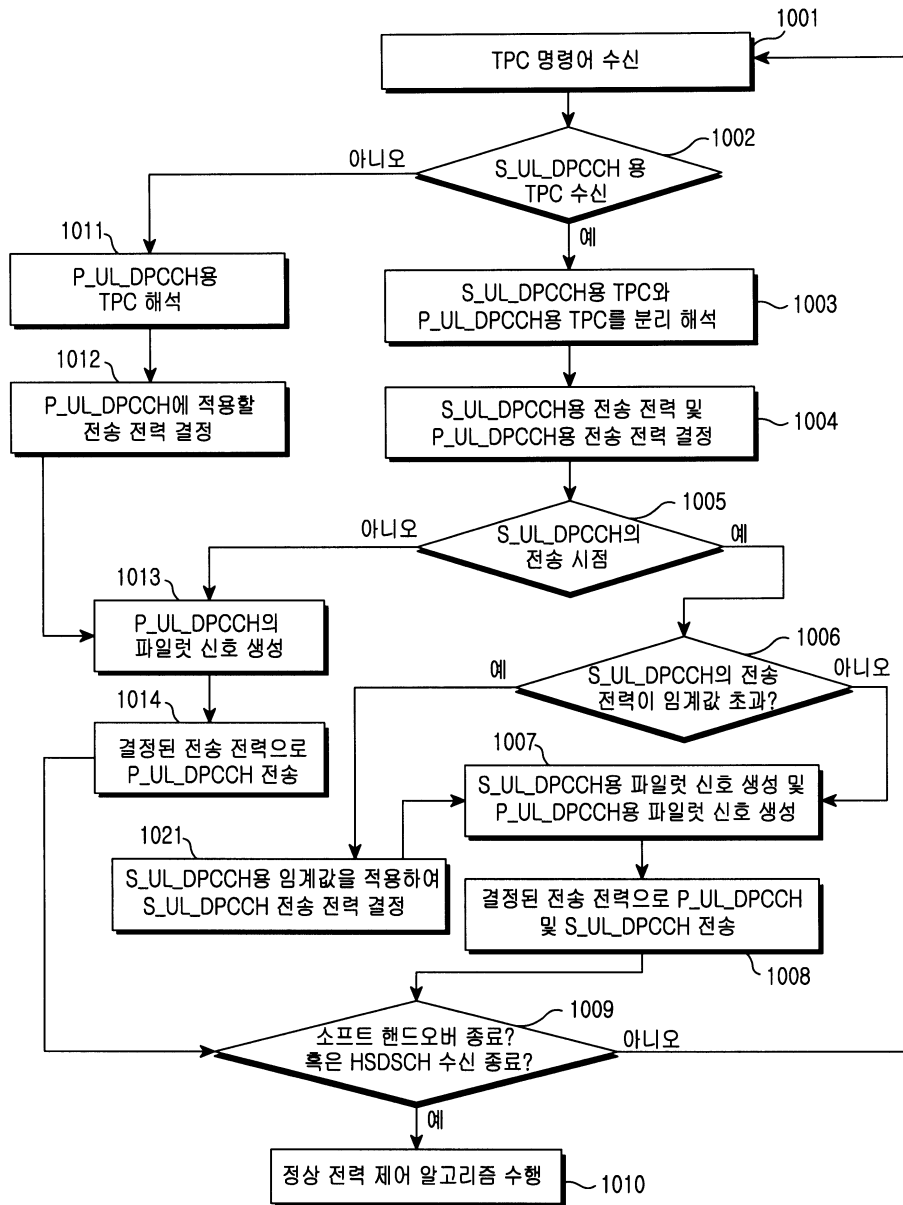 1001
TPC 명령어 수신
1002
아니오
S_UL_DPCCH 용
TPC 수신
예
1011
P_UL_DPCCH용
TPC 해석
S_UL_DPCCH용 TPC와
P_UL_DPCCH용 TPC를 분리 해석
1003
1012
P_UL_DPCCH에 적용할
전송 전력 결정
S_UL_DPCCH용 전송 전력 및
P_UL_DPCCH용 전송 전력 결정
1004
1005
아니오
S_UL_DPCCH의
전송 시점
예
1013
P_UL_DPCCH의
파일럿 신호 생성
1006
예
S_UL_DPCCH의 전송
전력이 임계값 초과?
아니오
1014
결정된 전송 전력으로
P_UL_DPCCH 전송
1007
S_UL_DPCCH용 파일럿 신호 생성 및
P_UL_DPCCH용 파일럿 신호 생성
1021
S_UL_DPCCH용 임계값을 적용하여
S_UL_DPCCH 전송 전력 결정
결정된 전송 전력으로 P_UL_DPCCH
및 S_UL_DPCCH 전송
1008
1009
소프트 핸드오버 종료?
혹은 HSDSCH 수신 종료?
아니오
예
정상 전력 제어 알고리즘 수행
1010